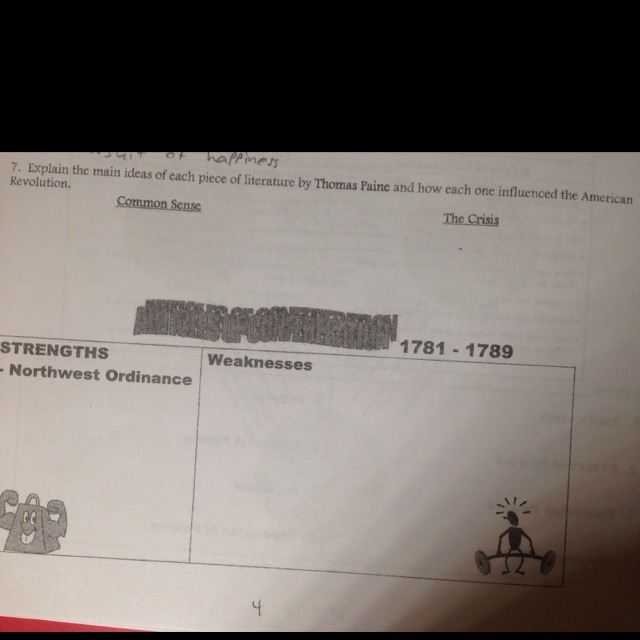 of happiness
7. Explain the main ideas of each piece of literature by Thomas Paine and how each one influenced the American
Revolution.
Common Sense
The Crisis
ARTICLES OF CONFEDERATION 1781 - 1789
STRENGTHS
- Northwest Ordinance
Weaknesses
4